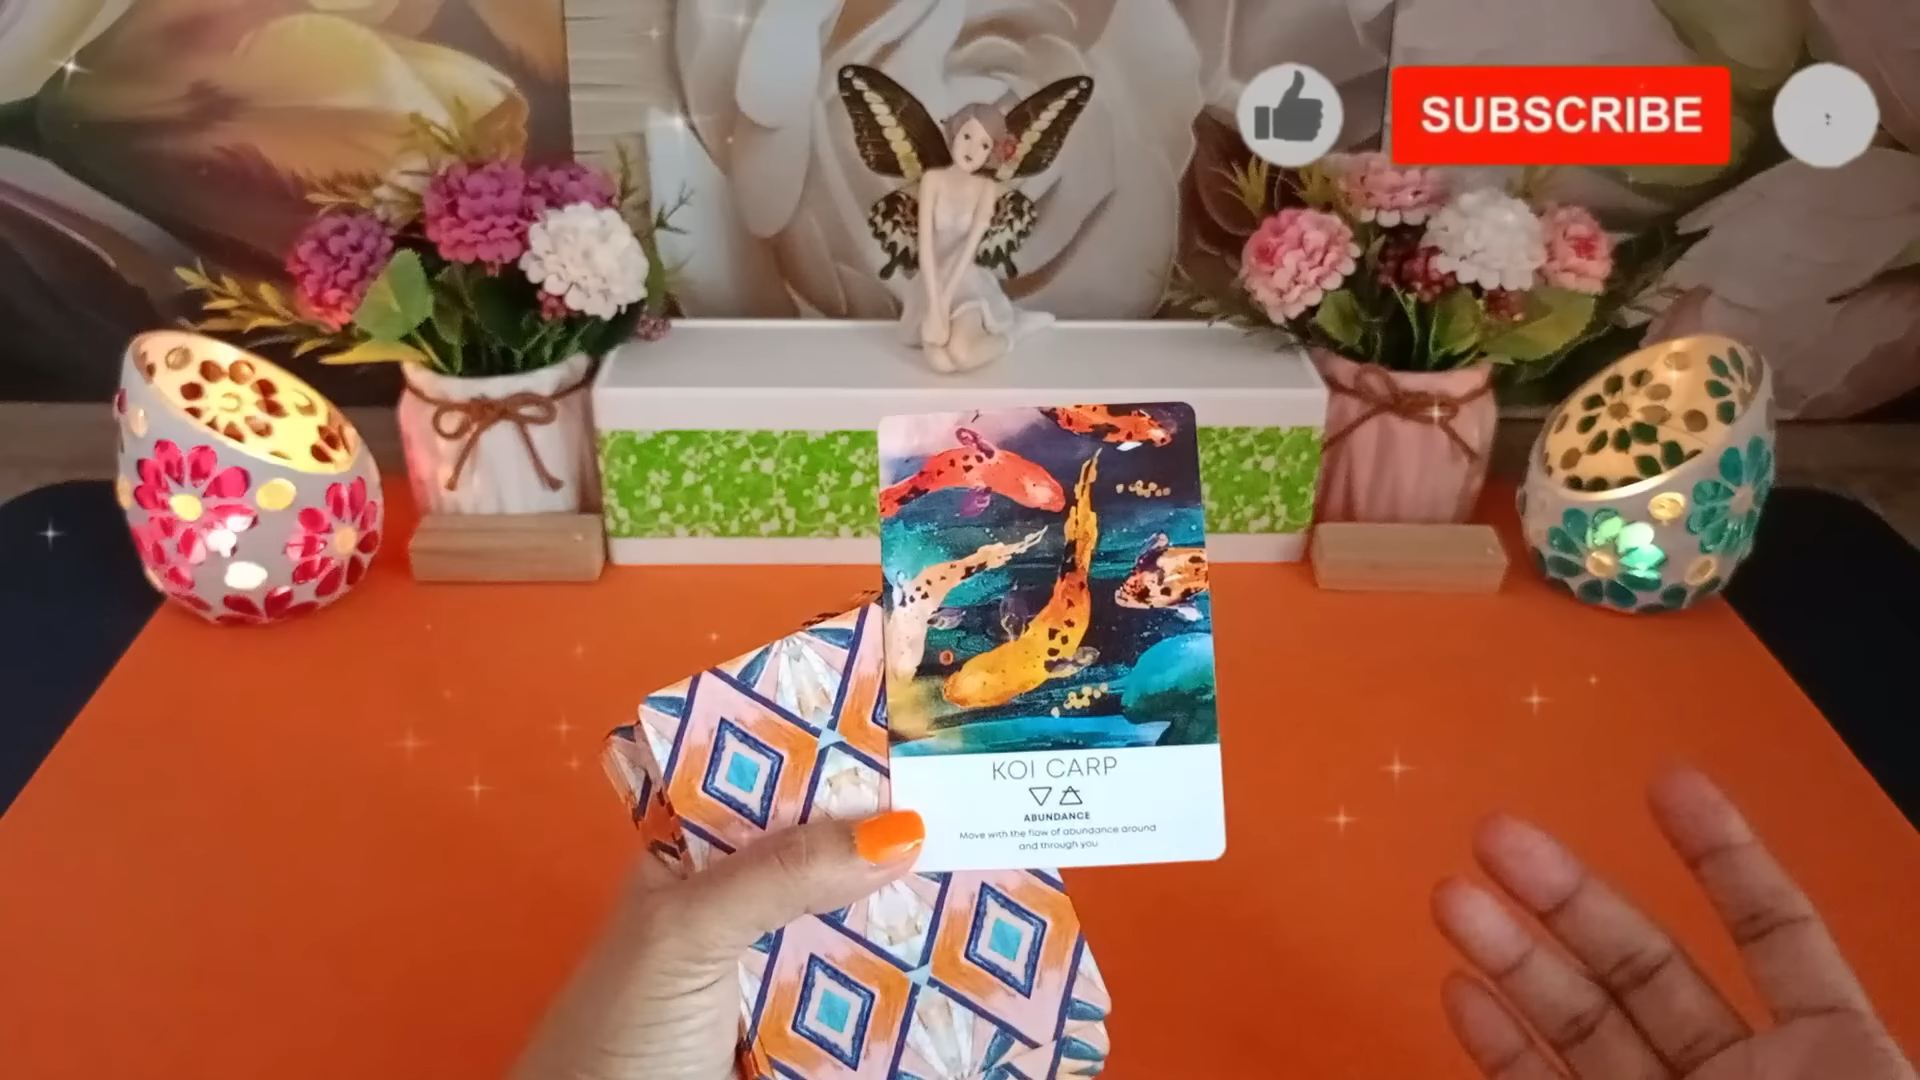 SUBSCRIBE
KOI CARP
ABUNDANCE
Move with the flow of abundance around
and through you